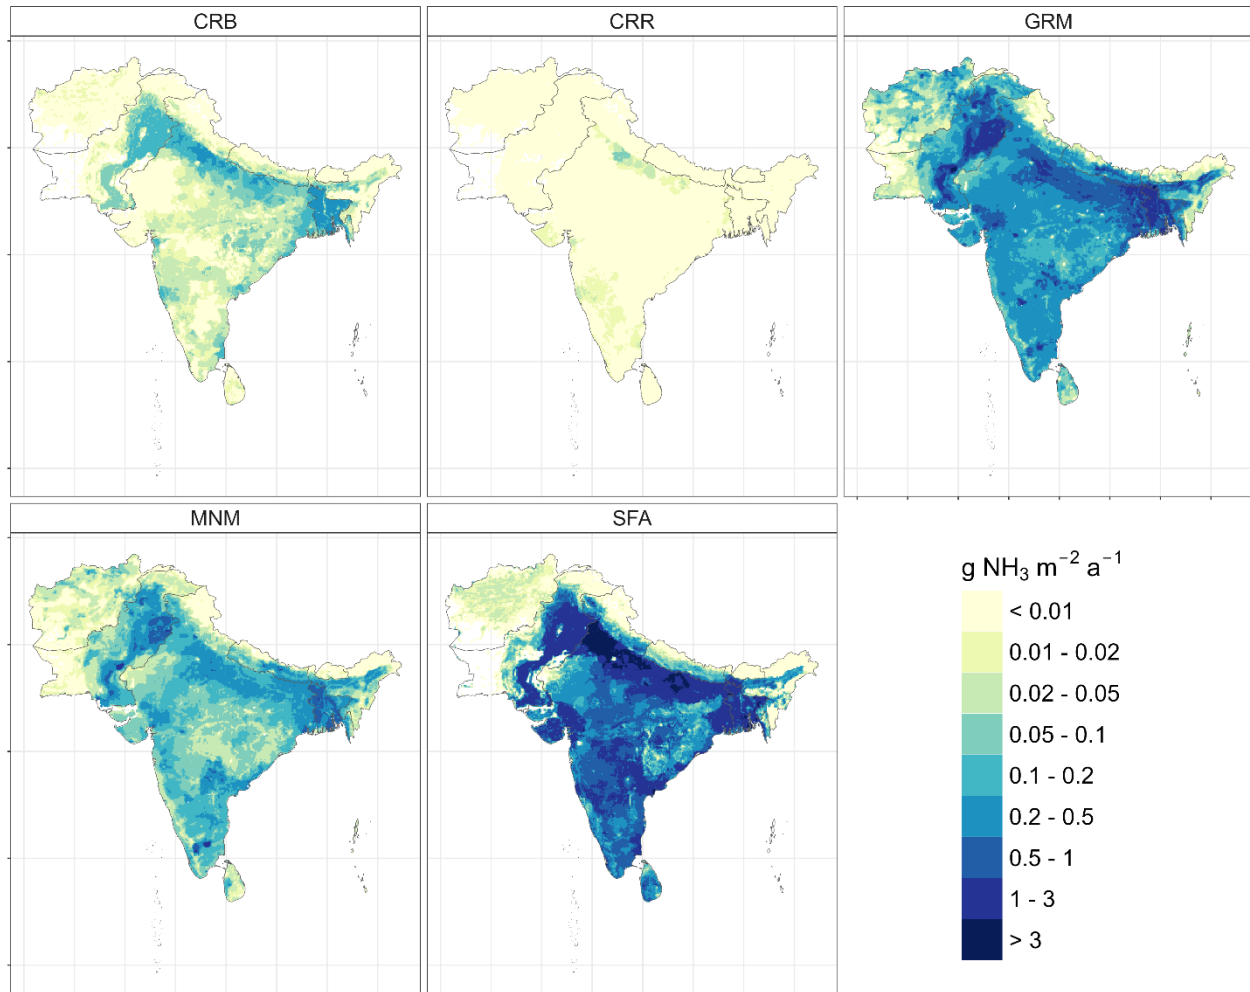 CRB
CRR
GRM
MNM
SFA
g NH₃ m⁻² a⁻¹
< 0.01
0.01 - 0.02
0.02 - 0.05
0.05 - 0.1
0.1 - 0.2
0.2 - 0.5
0.5 - 1
1 - 3
> 3